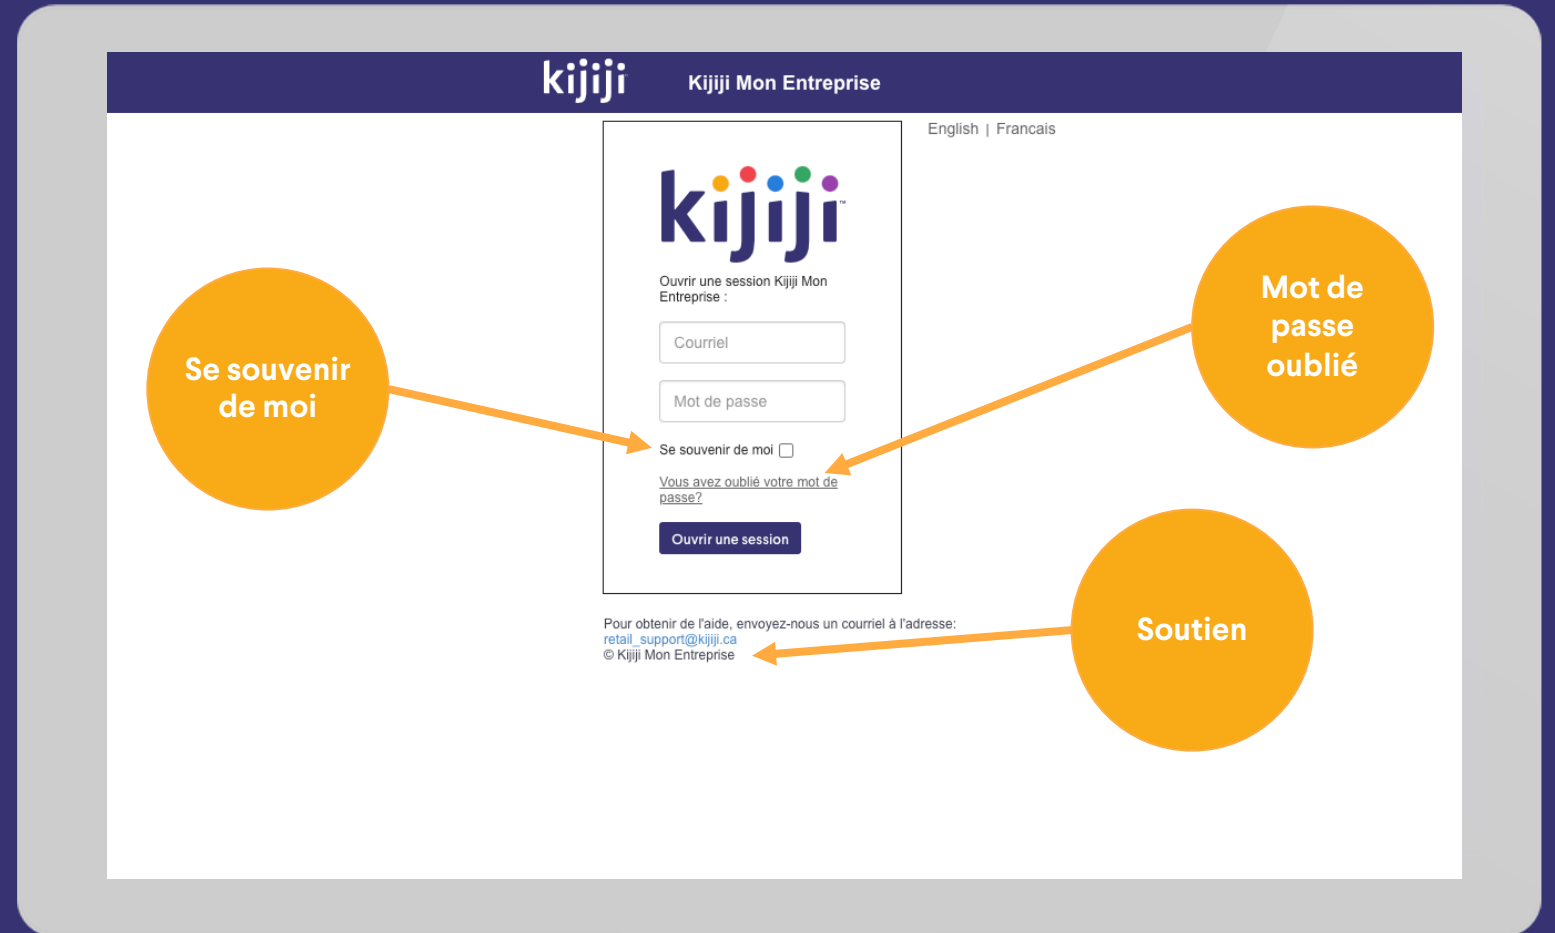 kijiji
Kijiji Mon Entreprise
English | Francais
kijiji™
Ouvrir une session Kijiji Mon
Entreprise :
Courriel
Mot de passe
Se souvenir de moi
Vous avez oublié votre mot de
passe?
Ouvrir une session
Pour obtenir de l'aide, envoyez-nous un courriel à l'adresse:
retail_support@kijiji.ca
© Kijiji Mon Entreprise
Se souvenir
de moi
Mot de
passe
oublié
Soutien